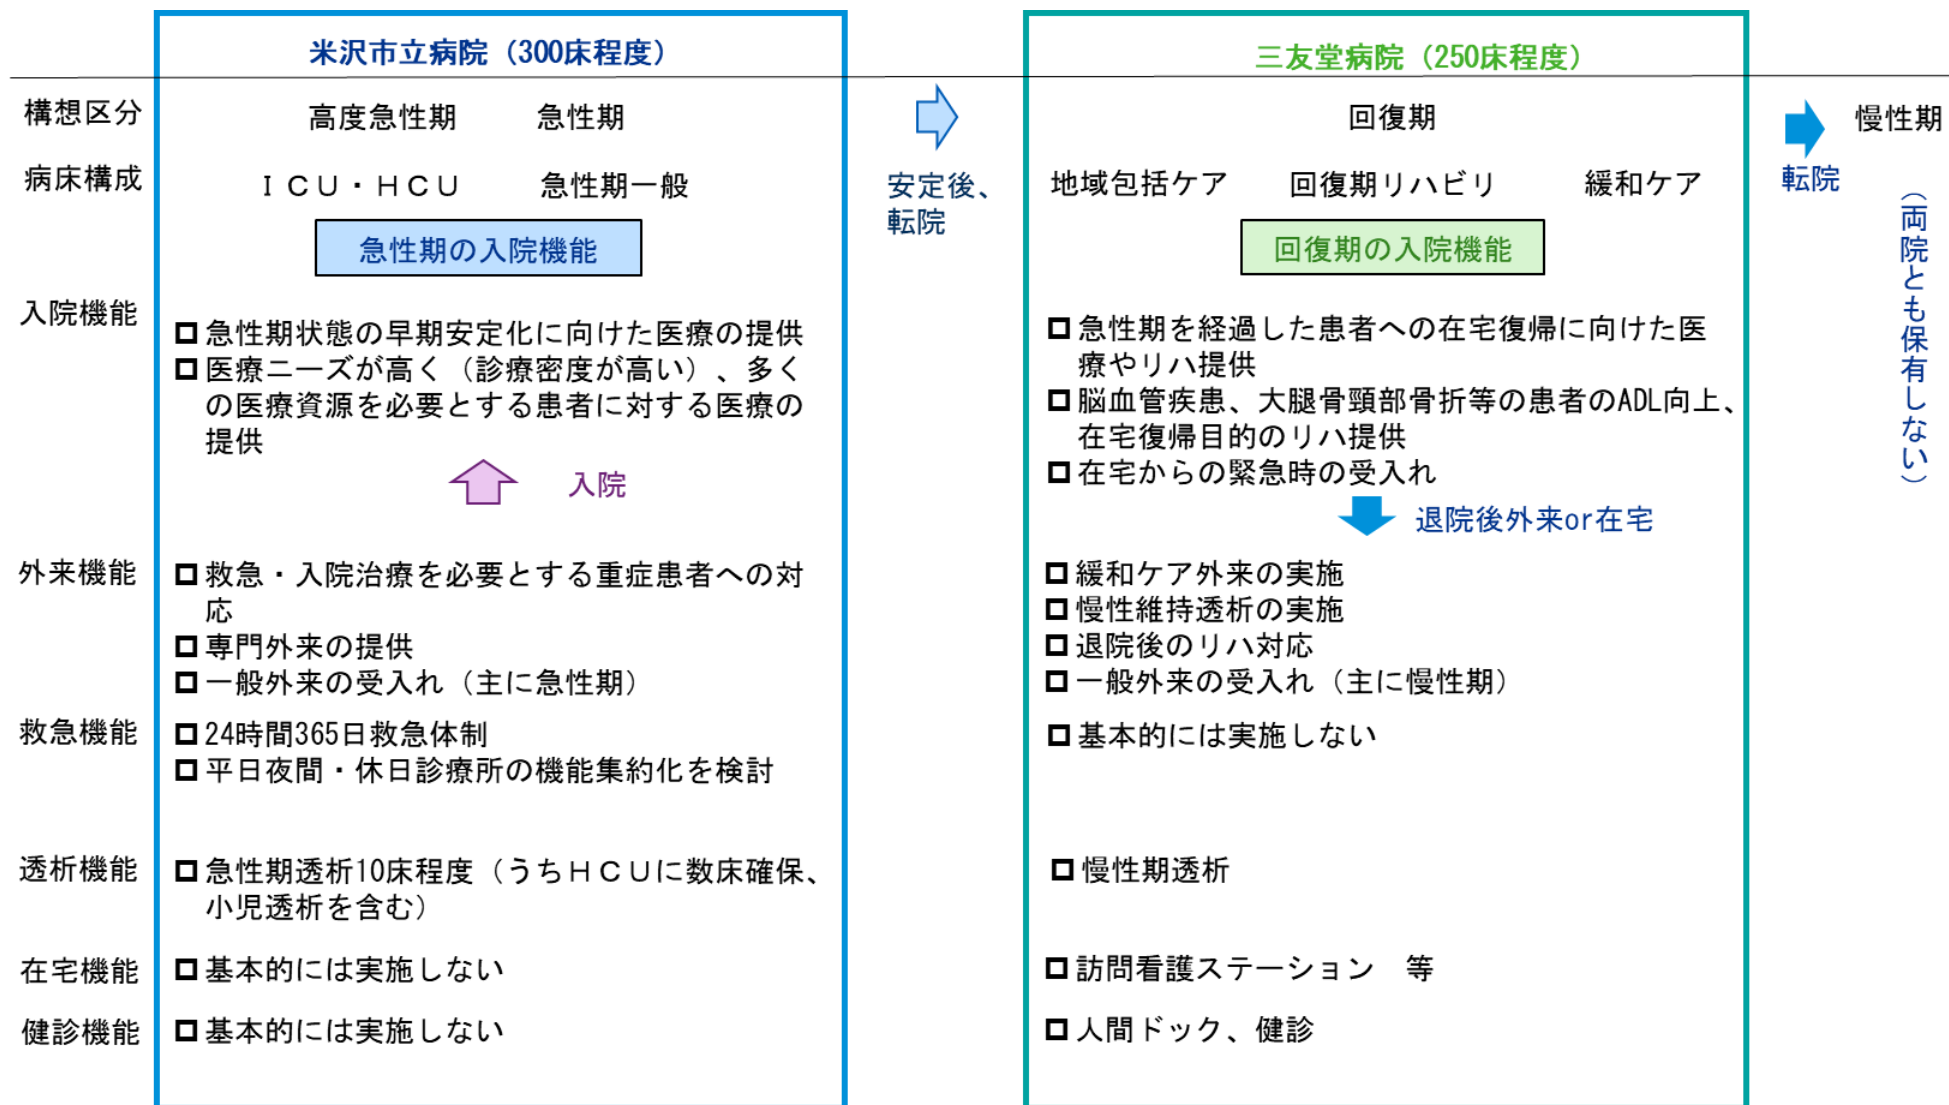 米沢市立病院（300床程度）
三友堂病院（250床程度）
構想区分
高度急性期
急性期
回復期
慢性期
病床構成
ＩＣＵ・ＨＣＵ
急性期一般
安定後、
転院
地域包括ケア
回復期リハビリ
緩和ケア
転院
（両院とも保有しない）
急性期の入院機能
回復期の入院機能
入院機能
急性期状態の早期安定化に向けた医療の提供
医療ニーズが高く（診療密度が高い）、多く
の医療資源を必要とする患者に対する医療の
提供
入院
急性期を経過した患者への在宅復帰に向けた医
療やリハ提供
脳血管疾患、大腿骨頸部骨折等の患者のADL向上、
在宅復帰目的のリハ提供
在宅からの緊急時の受入れ
退院後外来or在宅
外来機能
救急・入院治療を必要とする重症患者への対
応
専門外来の提供
一般外来の受入れ（主に急性期）
緩和ケア外来の実施
慢性維持透析の実施
退院後のリハ対応
一般外来の受入れ（主に慢性期）
救急機能
24時間365日救急体制
平日夜間・休日診療所の機能集約化を検討
基本的には実施しない
透析機能
急性期透析10床程度（うちＨＣＵに数床確保、
小児透析を含む）
慢性期透析
在宅機能
基本的には実施しない
訪問看護ステーション　等
健診機能
基本的には実施しない
人間ドック、健診